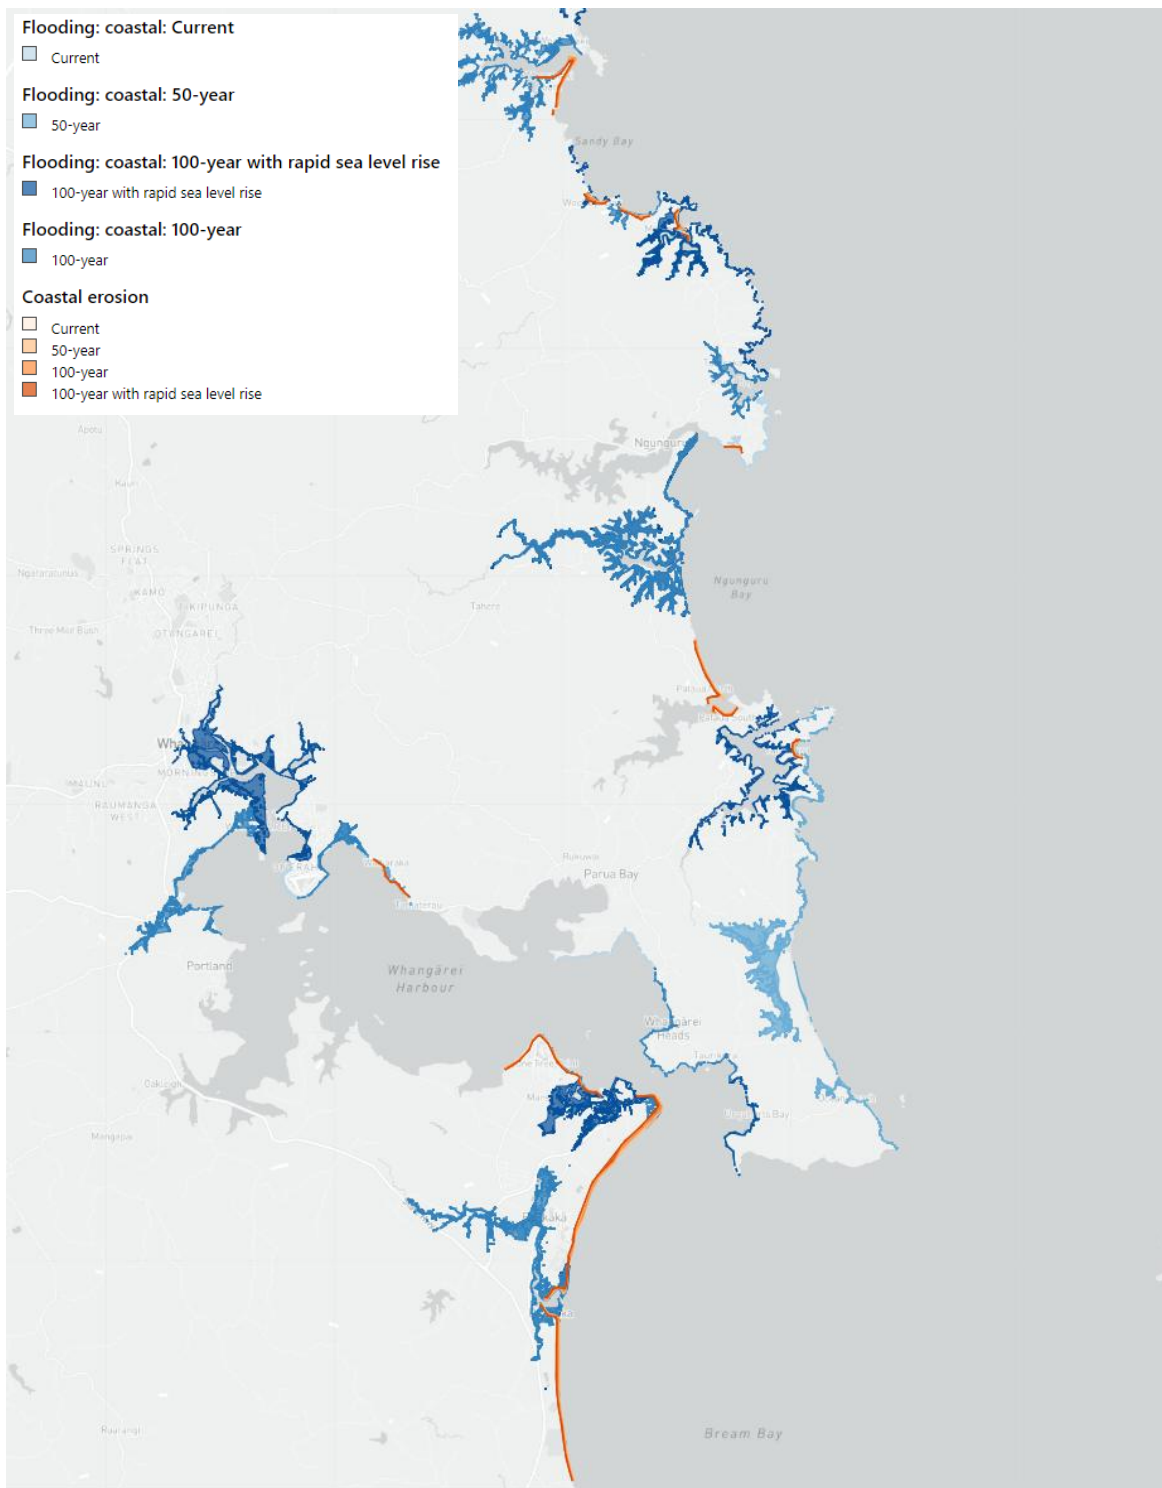 Flooding: coastal: Current
Current
Flooding: coastal: 50-year
50-year
Flooding: coastal: 100-year with rapid sea level rise
100-year with rapid sea level rise
Flooding: coastal: 100-year
100-year
Coastal erosion
Current
50-year
100-year
100-year with rapid sea level rise
Sandy Bay
Apotu
Ngunguru
Kauri
SPRINGS
FLAT
Ngararatunua
KAMO
TIKIPUNGA
Ngunguru
Bay
Taheke
Three Mile Bush
OTANGAREI
RAUMANGA
WEST
Parua Bay
Portland
Whangārei
Harbour
Whangārei
Heads
Oakleigh
Mangapai
Ruarangi
Bream Bay